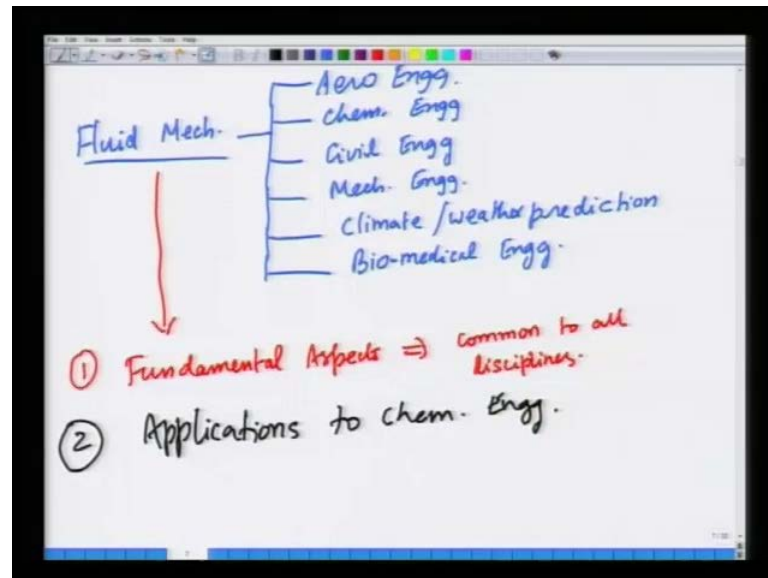 Aero Engg.
Chem. Engg
Fluid Mech.
Civil Engg
Mech. Engg.
Climate / weather prediction
Bio-medical Engg.
① Fundamental Aspects ⇒ common to all
disciplines.
② Applications to Chem. Engg.